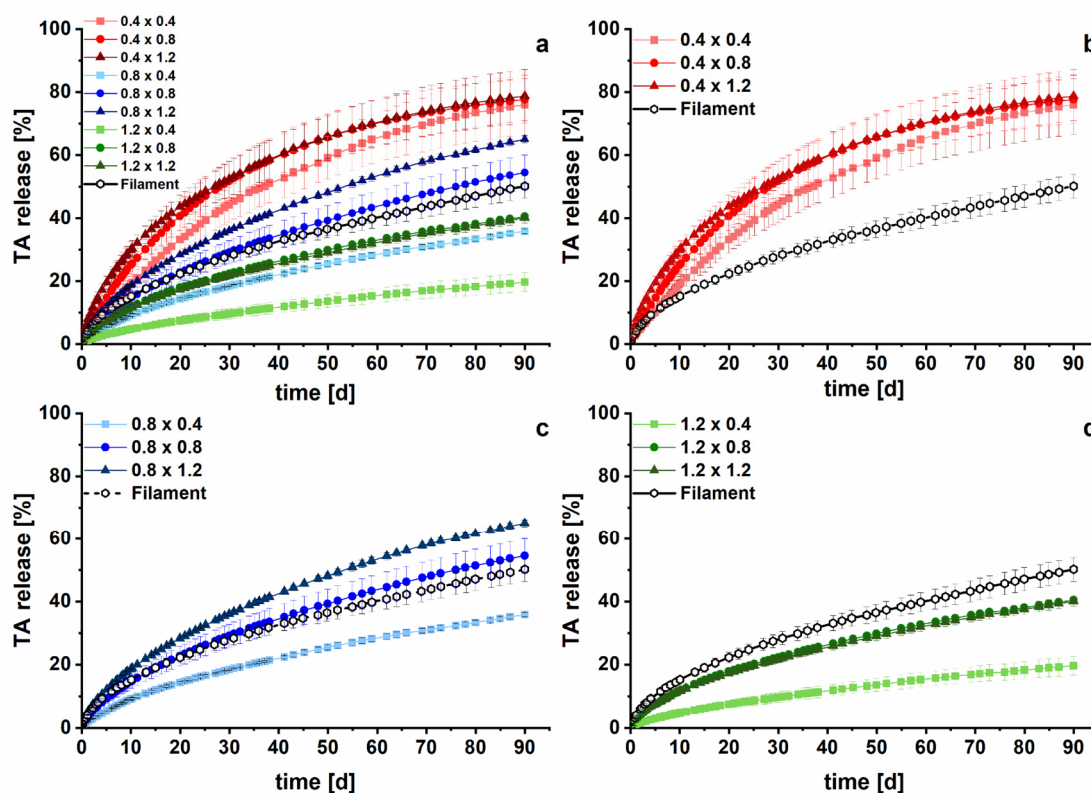 a
0.4 x 0.4
0.4 x 0.8
0.4 x 1.2
0.8 x 0.4
0.8 x 0.8
0.8 x 1.2
1.2 x 0.4
1.2 x 0.8
1.2 x 1.2
Filament
TA release [%]
100
80
60
40
20
0
0 10 20 30 40 50 60 70 80 90
time [d]
b
0.4 x 0.4
0.4 x 0.8
0.4 x 1.2
Filament
TA release [%]
100
80
60
40
20
0
0 10 20 30 40 50 60 70 80 90
time [d]
c
0.8 x 0.4
0.8 x 0.8
0.8 x 1.2
Filament
TA release [%]
100
80
60
40
20
0
0 10 20 30 40 50 60 70 80 90
time [d]
d
1.2 x 0.4
1.2 x 0.8
1.2 x 1.2
Filament
TA release [%]
100
80
60
40
20
0
0 10 20 30 40 50 60 70 80 90
time [d]